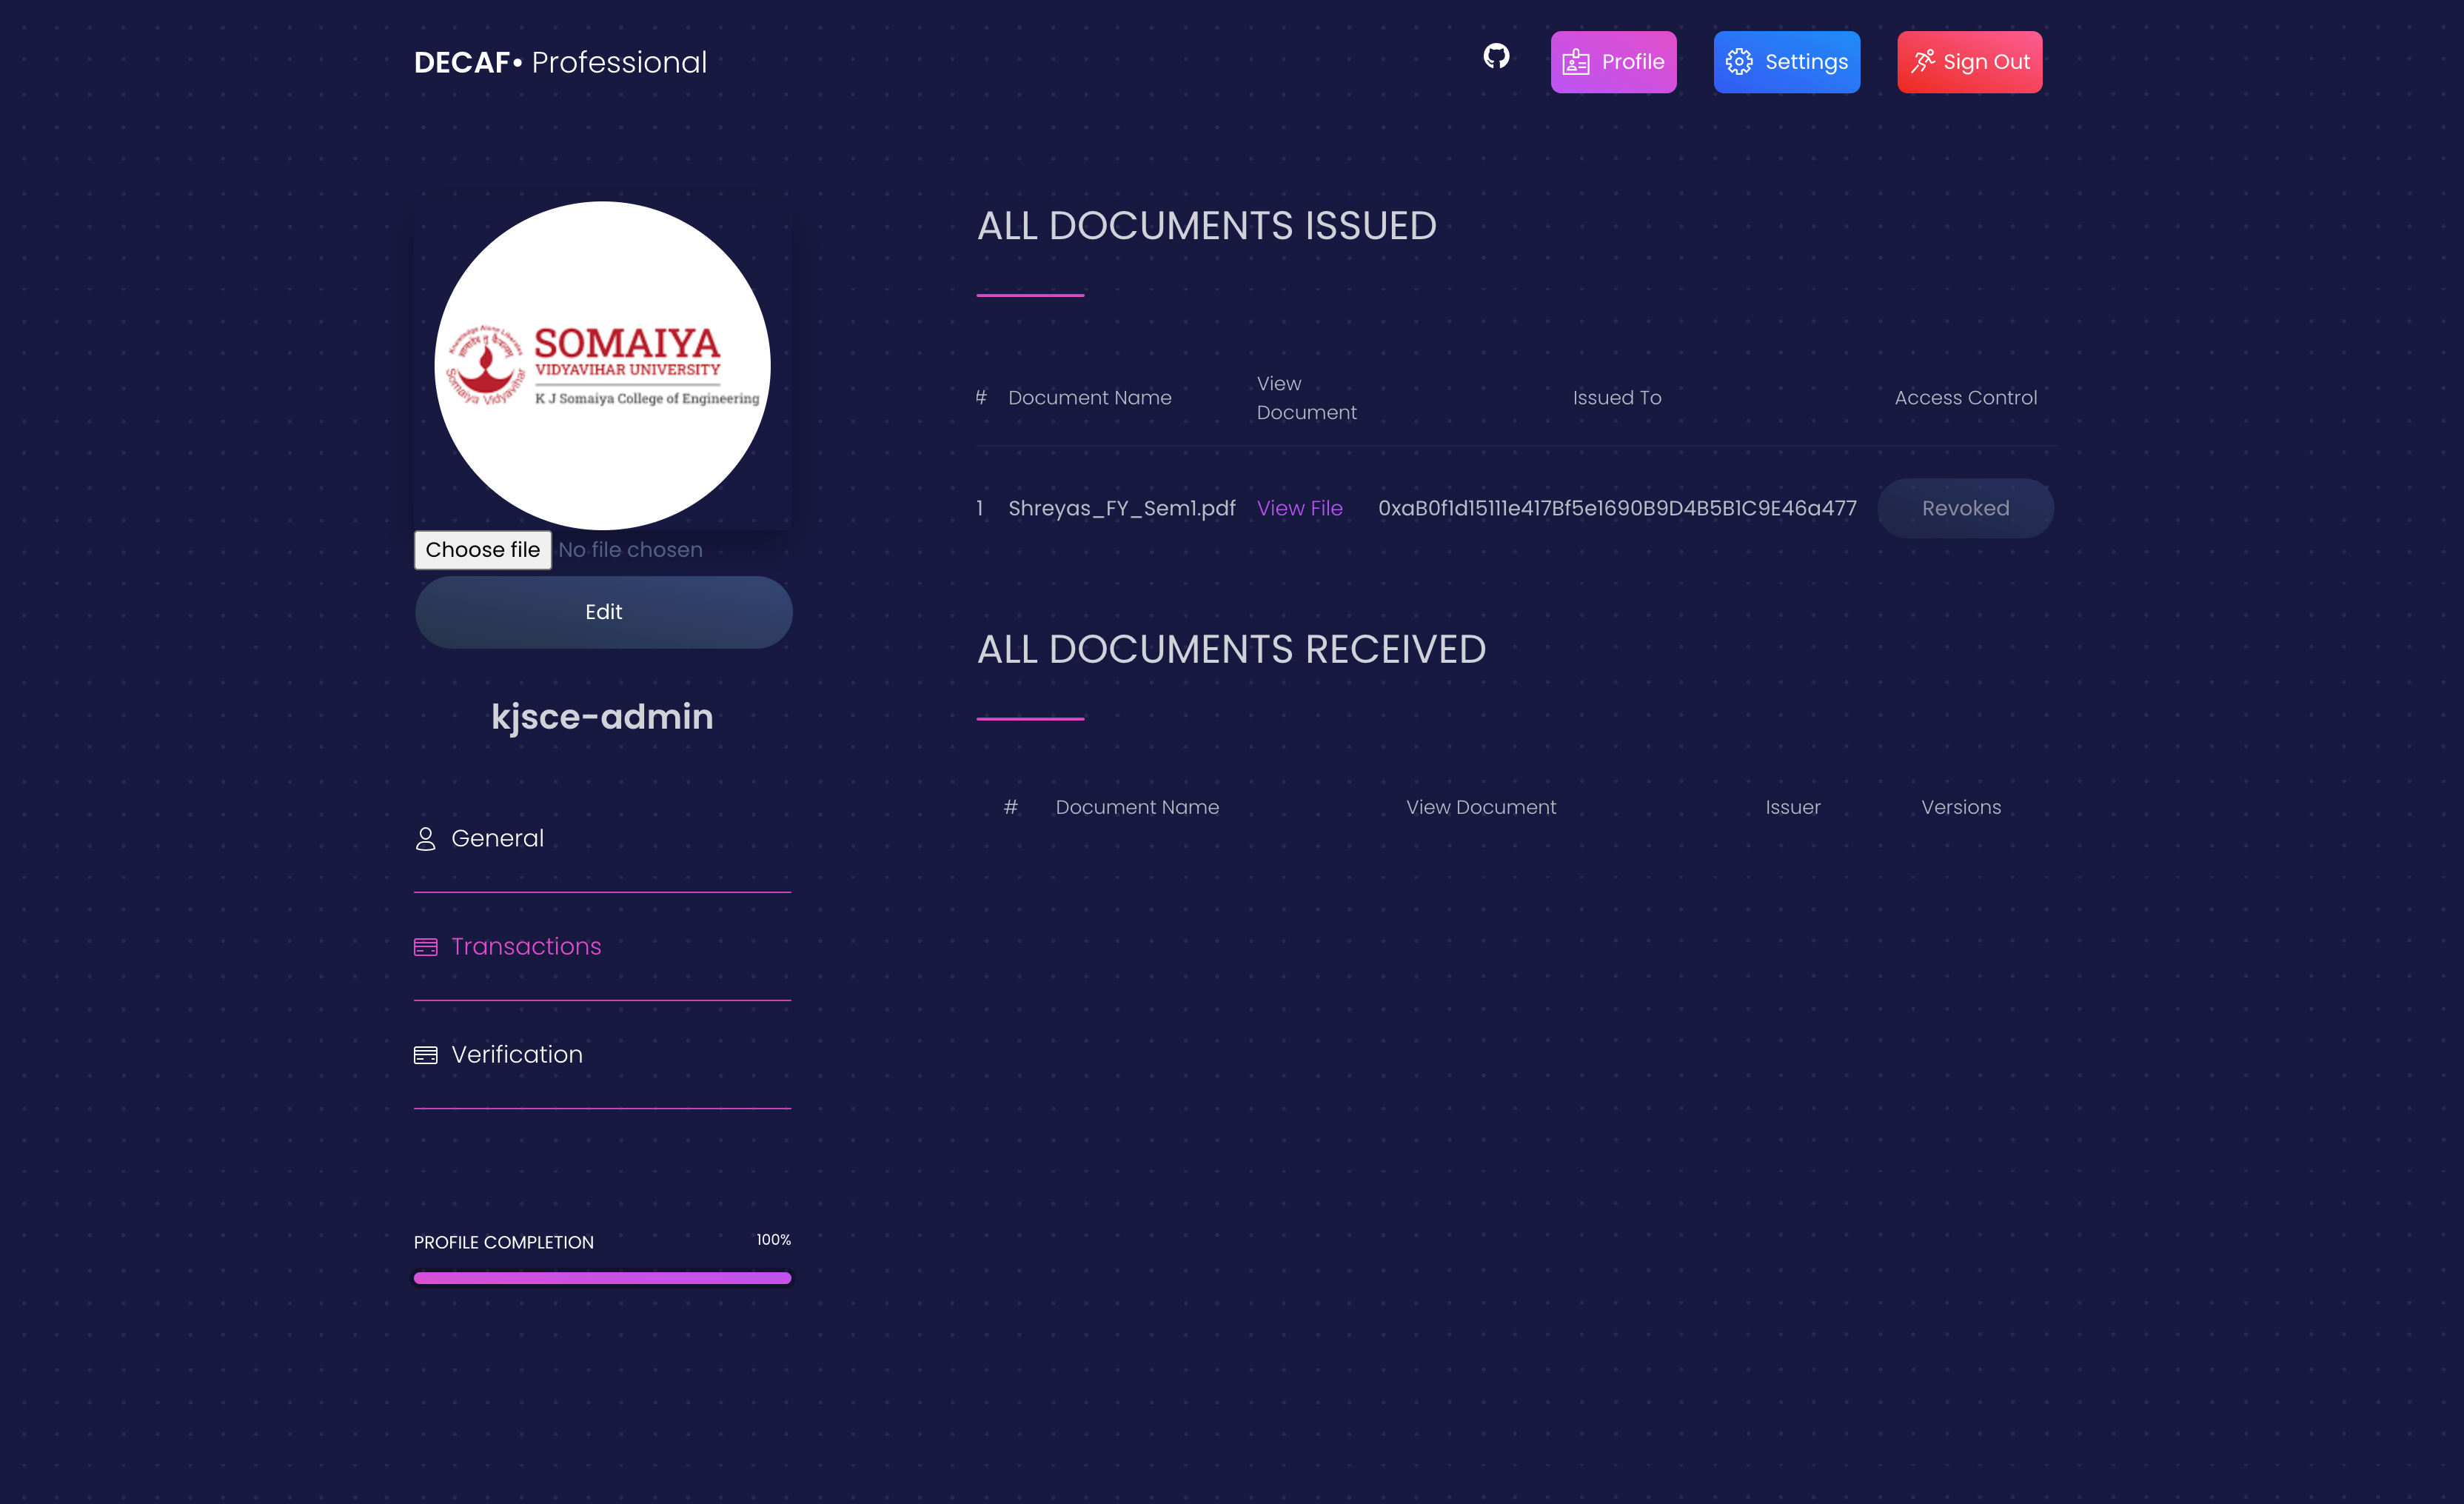 DECAF• Professional
Profile
Settings
Sign Out
SOMAIYA
VIDYAVIHAR UNIVERSITY
K J Somaiya College of Engineering
Somaiya Vidyavihar
Choose file No file chosen
Edit
kjsce-admin
General
Transactions
Verification
PROFILE COMPLETION 100%
ALL DOCUMENTS ISSUED
# Document Name View Document Issued To Access Control
1 Shreyas_FY_Sem1.pdf View File 0xaB0f1d15111e417Bf5e1690B9D4B5B1C9E46a477 Revoked
ALL DOCUMENTS RECEIVED
# Document Name View Document Issuer Versions